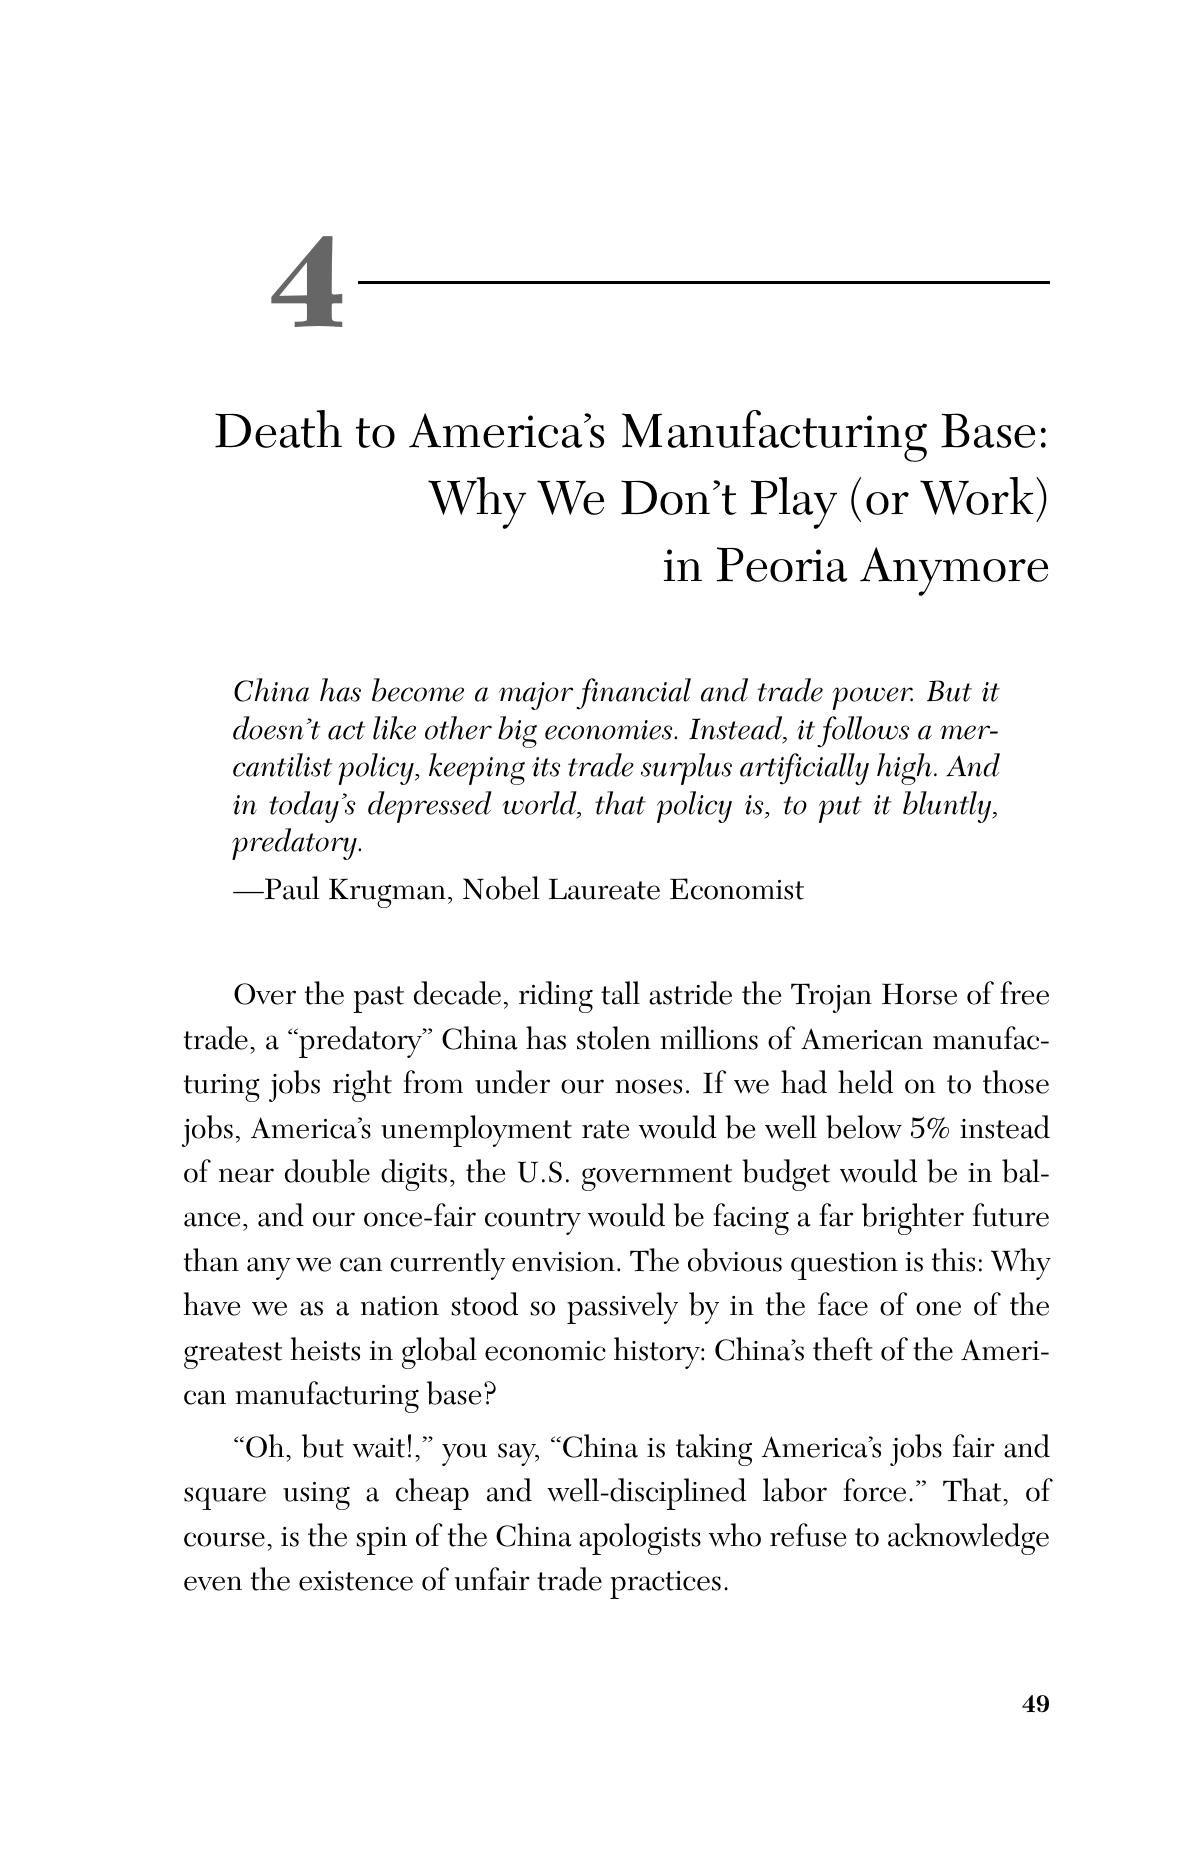 4
Death to America’s Manufacturing Base:
Why We Don’t Play (or Work)
in Peoria Anymore
China has become a major financial and trade power. But it
doesn’t act like other big economies. Instead, it follows a mer-
cantilist policy, keeping its trade surplus artificially high. And
in today’s depressed world, that policy is, to put it bluntly,
predatory.
—Paul Krugman, Nobel Laureate Economist
Over the past decade, riding tall astride the Trojan Horse of free
trade, a “predatory” China has stolen millions of American manufac-
turing jobs right from under our noses. If we had held on to those
jobs, America’s unemployment rate would be well below 5% instead
of near double digits, the U.S. government budget would be in bal-
ance, and our once-fair country would be facing a far brighter future
than any we can currently envision. The obvious question is this: Why
have we as a nation stood so passively by in the face of one of the
greatest heists in global economic history: China’s theft of the Ameri-
can manufacturing base?
“Oh, but wait!,” you say, “China is taking America’s jobs fair and
square using a cheap and well-disciplined labor force.” That, of
course, is the spin of the China apologists who refuse to acknowledge
even the existence of unfair trade practices.
49